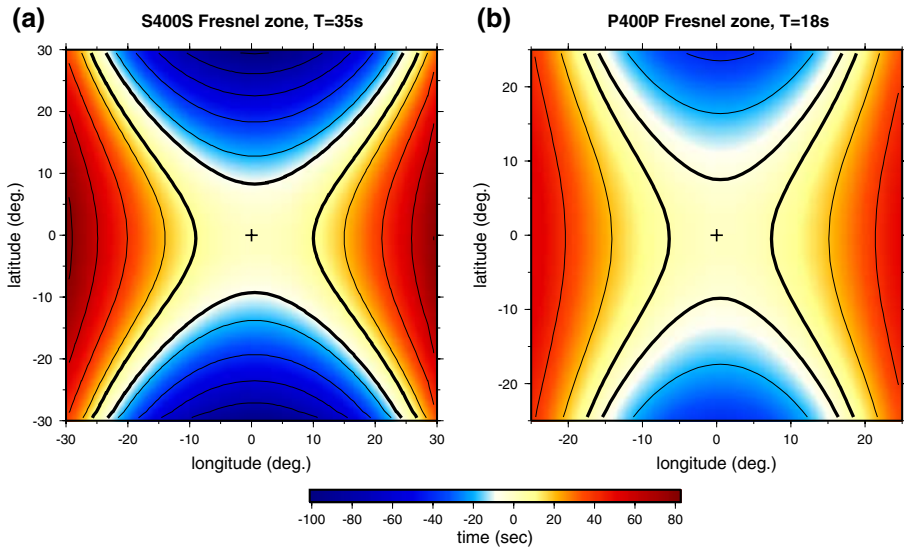 (a) S400S Fresnel zone, T=35s
30
20
10
0
-10
-20
-30
latitude (deg.)
-30 -20 -10 0 10 20 30
longitude (deg.)
(b) P400P Fresnel zone, T=18s
20
10
0
-10
-20
latitude (deg.)
-20 -10 0 10 20
longitude (deg.)
-100 -80 -60 -40 -20 0 20 40 60 80
time (sec)